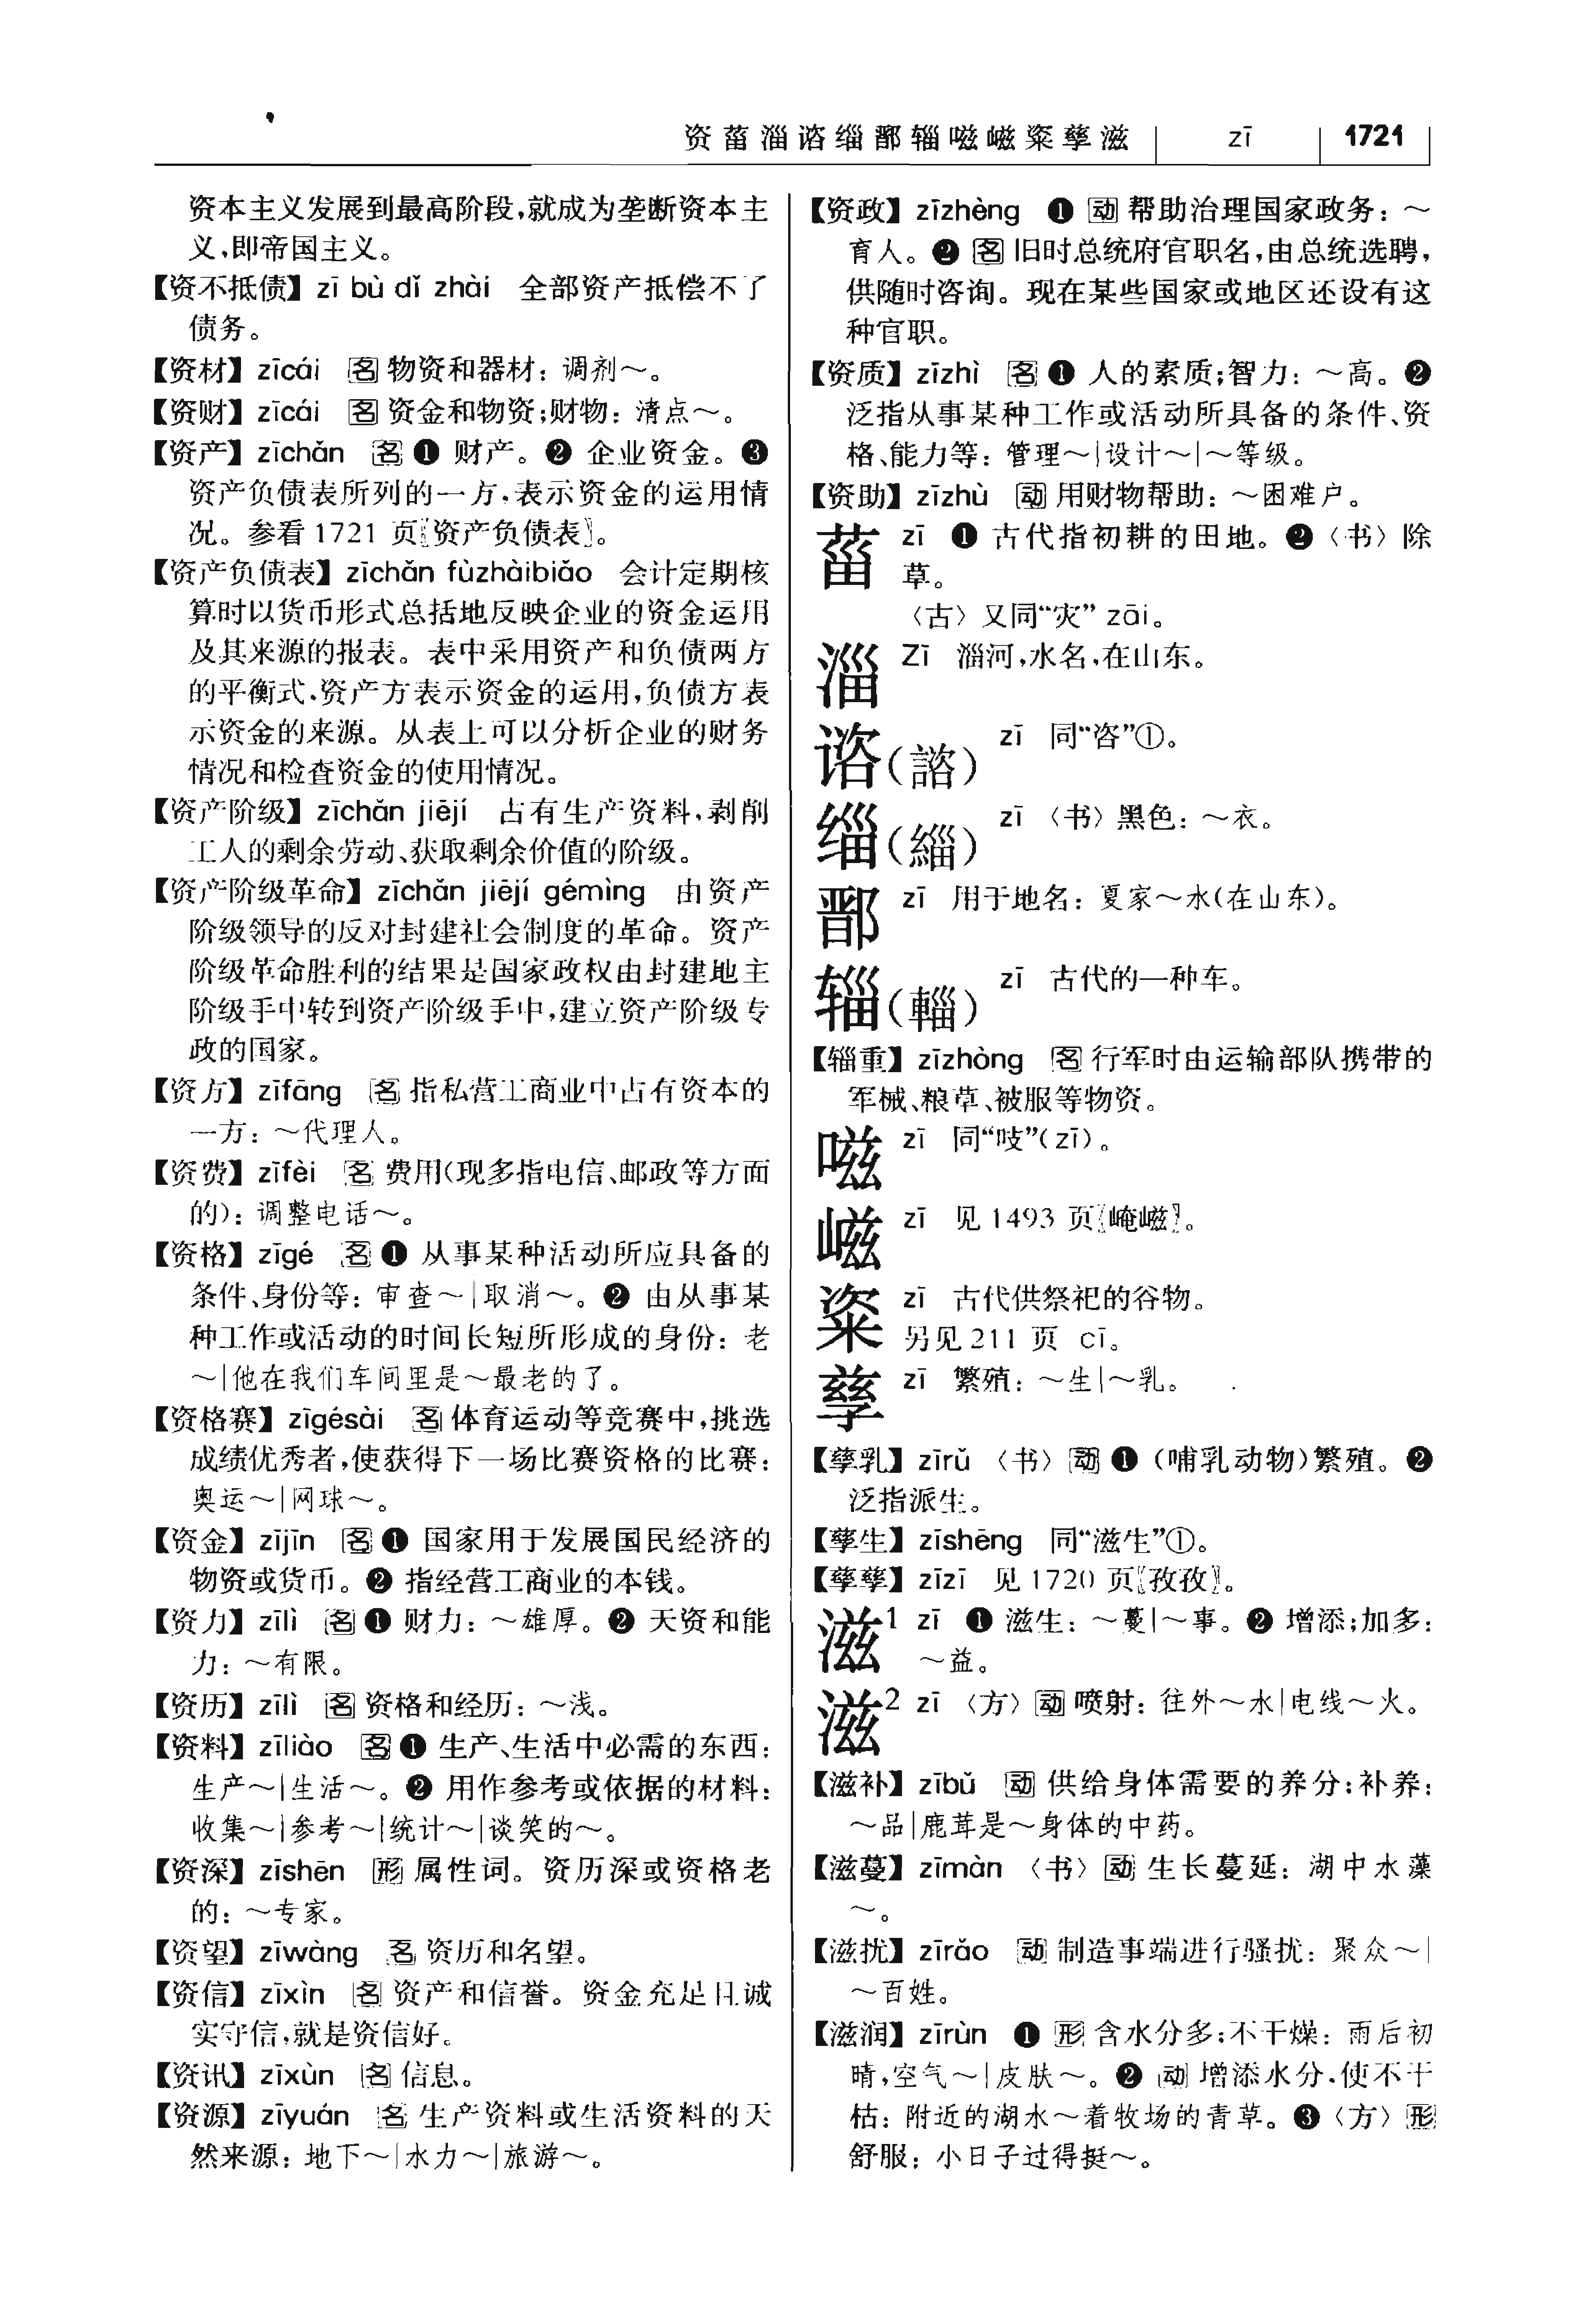 资菑淄谘缁鄑辎嗞嵫粢孳滋 zī 1721
资本主义发展到最高阶段,就成为垄断资本主
义,即帝国主义。
【资不抵债】zī bù dǐ zhài 全部资产抵偿不了
债务。
【资材】zīcái 名 物资和器材：调剂～。
【资财】zīcái 名 资金和物资;财物：清点～。
【资产】zīchǎn 名 ❶ 财产。❷ 企业资金。❸
资产负债表所列的一方,表示资金的运用情
况。参看 1721 页〖资产负债表〗。
【资产负债表】zīchǎn fùzhàibiǎo 会计定期核
算时以货币形式总括地反映企业的资金运用
及其来源的报表。表中采用资产和负债两方
的平衡式,资产方表示资金的运用,负债方表
示资金的来源。从表上可以分析企业的财务
情况和检查资金的使用情况。
【资产阶级】zīchǎn jiējí 占有生产资料,剥削
工人的剩余劳动、获取剩余价值的阶级。
【资产阶级革命】zīchǎn jiējí gémìng 由资产
阶级领导的反对封建社会制度的革命。资产
阶级革命胜利的结果是国家政权由封建地主
阶级手中转到资产阶级手中,建立资产阶级专
政的国家。
【资方】zīfāng 名 指私营工商业中占有资本的
一方：～代理人。
【资费】zīfèi 名 费用(现多指电信、邮政等方面
的)：调整电话～。
【资格】zīgé 名 ❶ 从事某种活动所应具备的
条件、身份等：审查～|取消～。❷ 由从事某
种工作或活动的时间长短所形成的身份：老
～|他在我们车间里是～最老的了。
【资格赛】zīgésài 名 体育运动等竞赛中,挑选
成绩优秀者,使获得下一场比赛资格的比赛：
奥运～|网球～。
【资金】zījīn 名 ❶ 国家用于发展国民经济的
物资或货币。❷ 指经营工商业的本钱。
【资力】zīlì 名 ❶ 财力：～雄厚。❷ 天资和能
力：～有限。
【资历】zīlì 名 资格和经历：～浅。
【资料】zīliào 名 ❶ 生产、生活中必需的东西：
生产～|生活～。❷ 用作参考或依据的材料：
收集～|参考～|统计～|谈笑的～。
【资深】zīshēn 形 属性词。资历深或资格老
的：～专家。
【资望】zīwàng 名 资历和名望。
【资信】zīxìn 名 资产和信誉。资金充足且诚
实守信,就是资信好。
【资讯】zīxùn 名 信息。
【资源】zīyuán 名 生产资料或生活资料的天
然来源：地下～|水力～|旅游～。
【资政】zīzhèng ❶ 动 帮助治理国家政务：～
育人。❷ 名 旧时总统府官职名,由总统选聘,
供随时咨询。现在某些国家或地区还设有这
种官职。
【资质】zīzhì 名 ❶ 人的素质;智力：～高。❷
泛指从事某种工作或活动所具备的条件、资
格、能力等：管理～|设计～|～等级。
【资助】zīzhù 动 用财物帮助：～困难户。
菑 zī ❶ 古代指初耕的田地。❷〈书〉除
草。
〈古〉又同“灾” zāi。
淄 Zī 淄河,水名,在山东。
谘(諮) zī 同“咨”①。
缁(緇) zī 〈书〉黑色：～衣。
鄑 zī 用于地名：夏家～水(在山东)。
辎(輜) zī 古代的一种车。
【辎重】zīzhòng 名 行军时由运输部队携带的
军械、粮草、被服等物资。
嗞 zī 同“吱”(zī)。
嵫 zī 见 1493 页〖崦嵫〗。
粢 zī 古代供祭祀的谷物。
另见 211 页 cī。
孳 zī 繁殖：～生|～乳。
【孳乳】zīrǔ 〈书〉动 ❶ (哺乳动物)繁殖。❷
泛指派生。
【孳生】zīshēng 同“滋生”①。
【孳孳】zīzī 见 1720 页〖孜孜〗。
滋1 zī ❶ 滋生：～蔓|～事。❷ 增添;加多：
～益。
滋2 zī 〈方〉动 喷射：往外～水|电线～火。
【滋补】zībǔ 动 供给身体需要的养分;补养：
～品|鹿茸是～身体的中药。
【滋蔓】zīmàn 〈书〉动 生长蔓延：湖中水藻
～。
【滋扰】zīrǎo 动 制造事端进行骚扰：聚众～|
～百姓。
【滋润】zīrùn ❶ 形 含水分多;不干燥：雨后初
晴,空气～|皮肤～。❷ 动 增添水分,使不干
枯：附近的湖水～着牧场的青草。❸〈方〉形
舒服：小日子过得挺～。